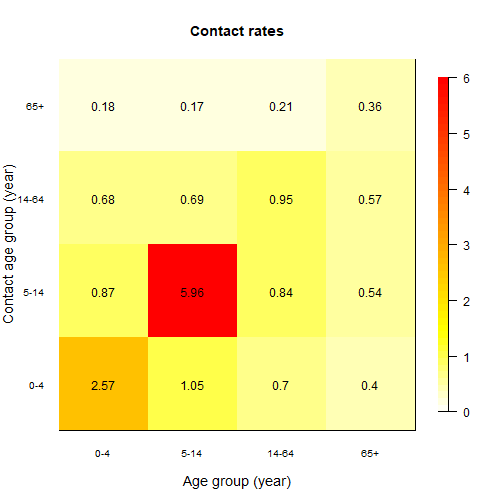 Contact rates
Contact age group (year)
65+
0.18 0.17 0.21 0.36
14-64
0.68 0.69 0.95 0.57
5-14
0.87 5.96 0.84 0.54
0-4
2.57 1.05 0.7 0.4
0-4 5-14 14-64 65+
Age group (year)
6
5
4
3
2
1
0